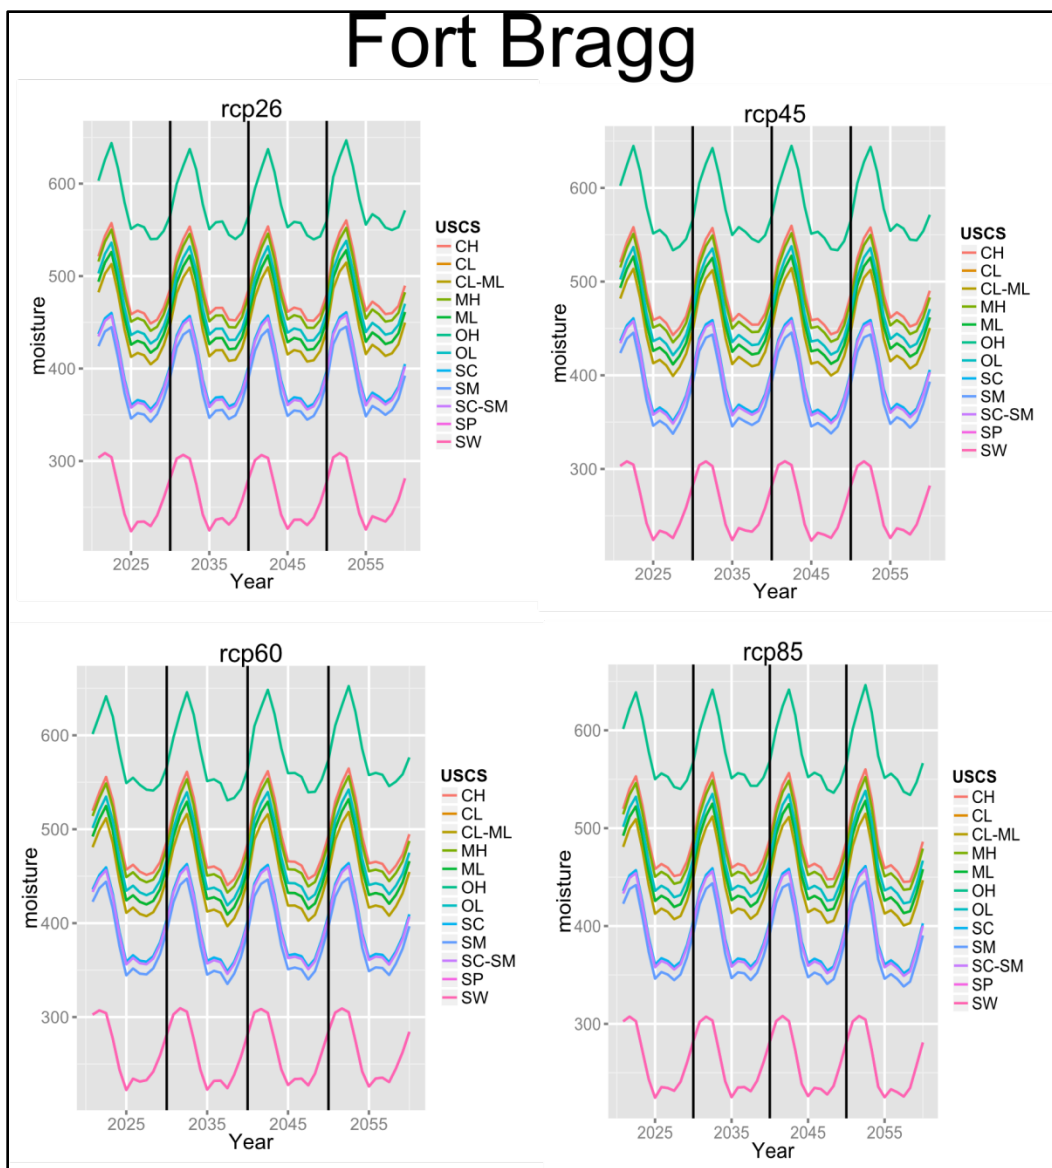 Fort Bragg
rcp26
600
500
400
300
moisture
2025
2035
2045
2055
Year
USCS
CH
CL
CL-ML
MH
ML
OH
OL
SC
SM
SC-SM
SP
SW
rcp45
600
500
400
300
moisture
2025
2035
2045
2055
Year
USCS
CH
CL
CL-ML
MH
ML
OH
OL
SC
SM
SC-SM
SP
SW
rcp60
600
500
400
300
moisture
2025
2035
2045
2055
Year
USCS
CH
CL
CL-ML
MH
ML
OH
OL
SC
SM
SC-SM
SP
SW
rcp85
600
500
400
300
moisture
2025
2035
2045
2055
Year
USCS
CH
CL
CL-ML
MH
ML
OH
OL
SC
SM
SC-SM
SP
SW